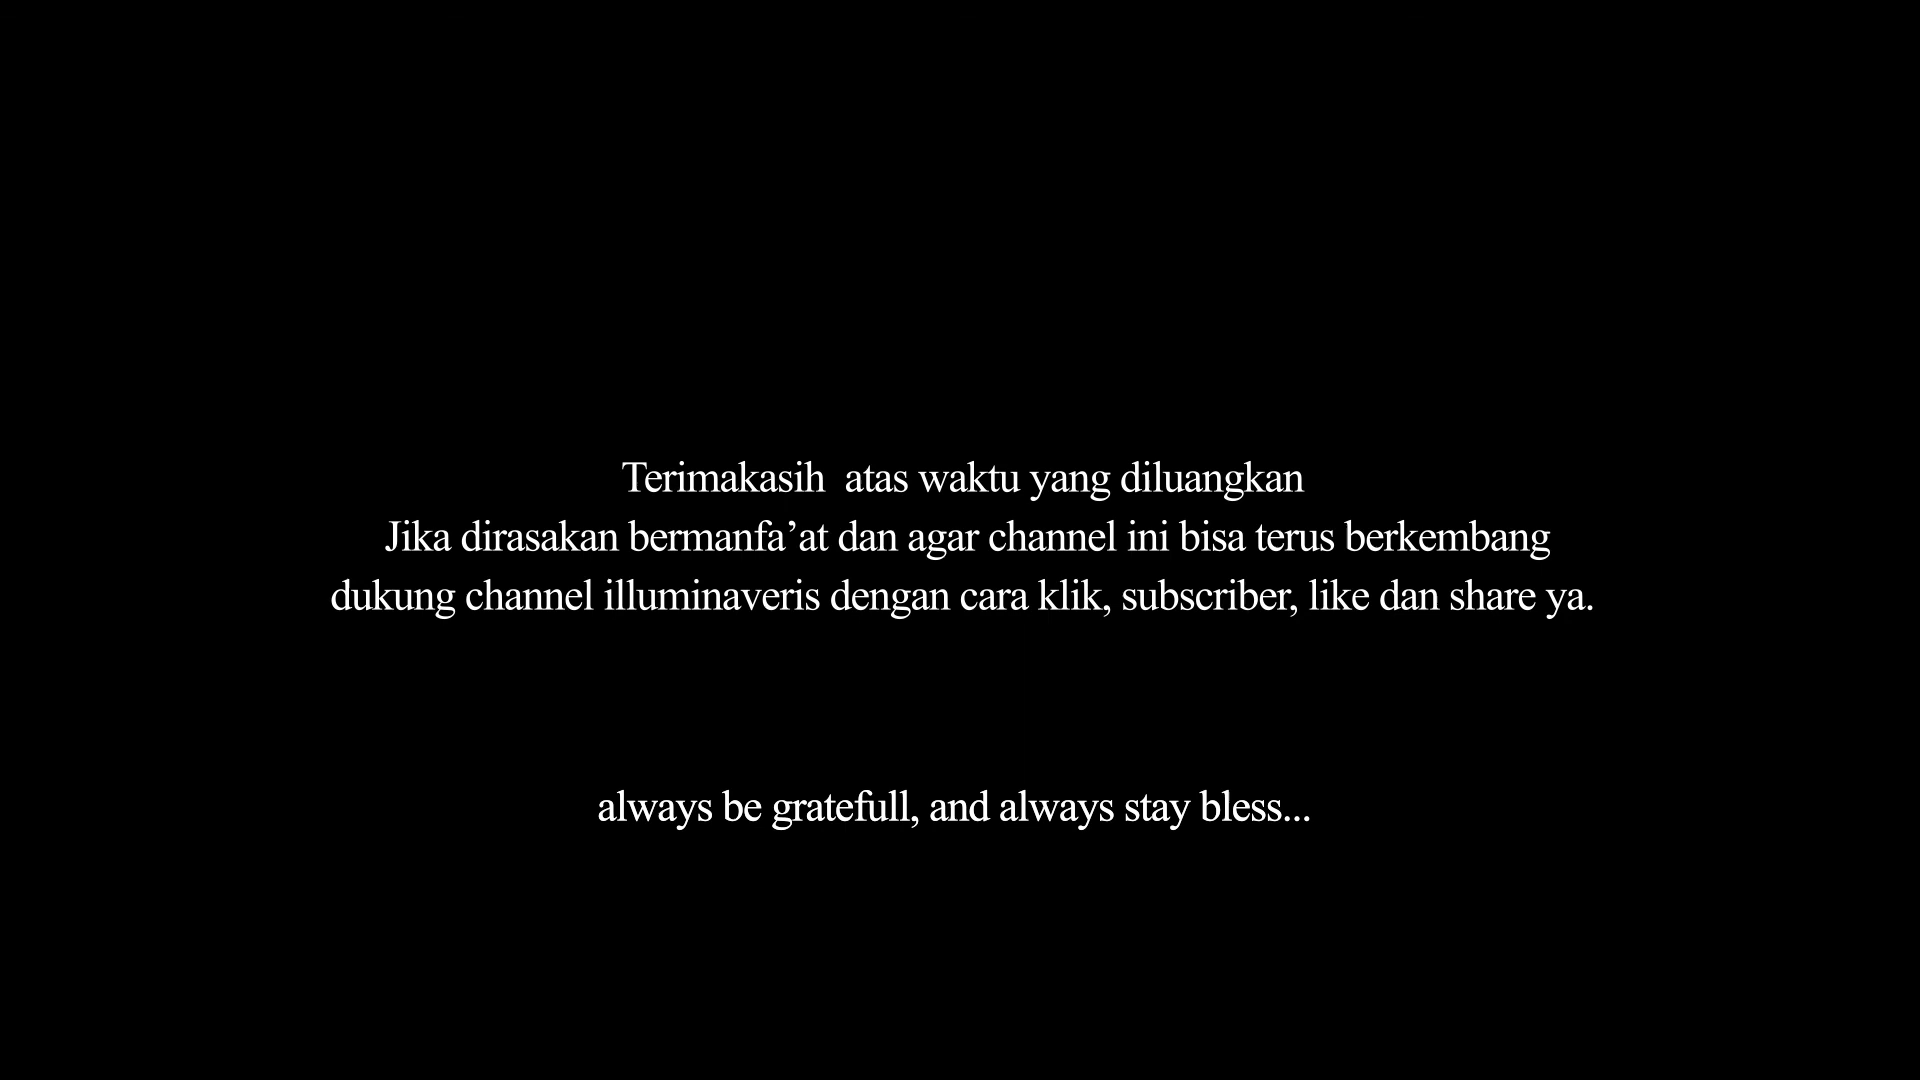 Terimakasih  atas waktu yang diluangkan
Jika dirasakan bermanfa’at dan agar channel ini bisa terus berkembang
dukung channel illuminaveris dengan cara klik, subscriber, like dan share ya.
always be gratefull, and always stay bless...